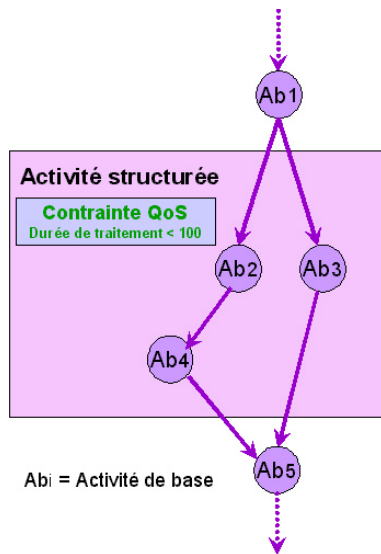 Ab1
Activité structurée
Contrainte QoS
Durée de traitement < 100
Ab2
Ab3
Ab4
Ab5
Abi = Activité de base